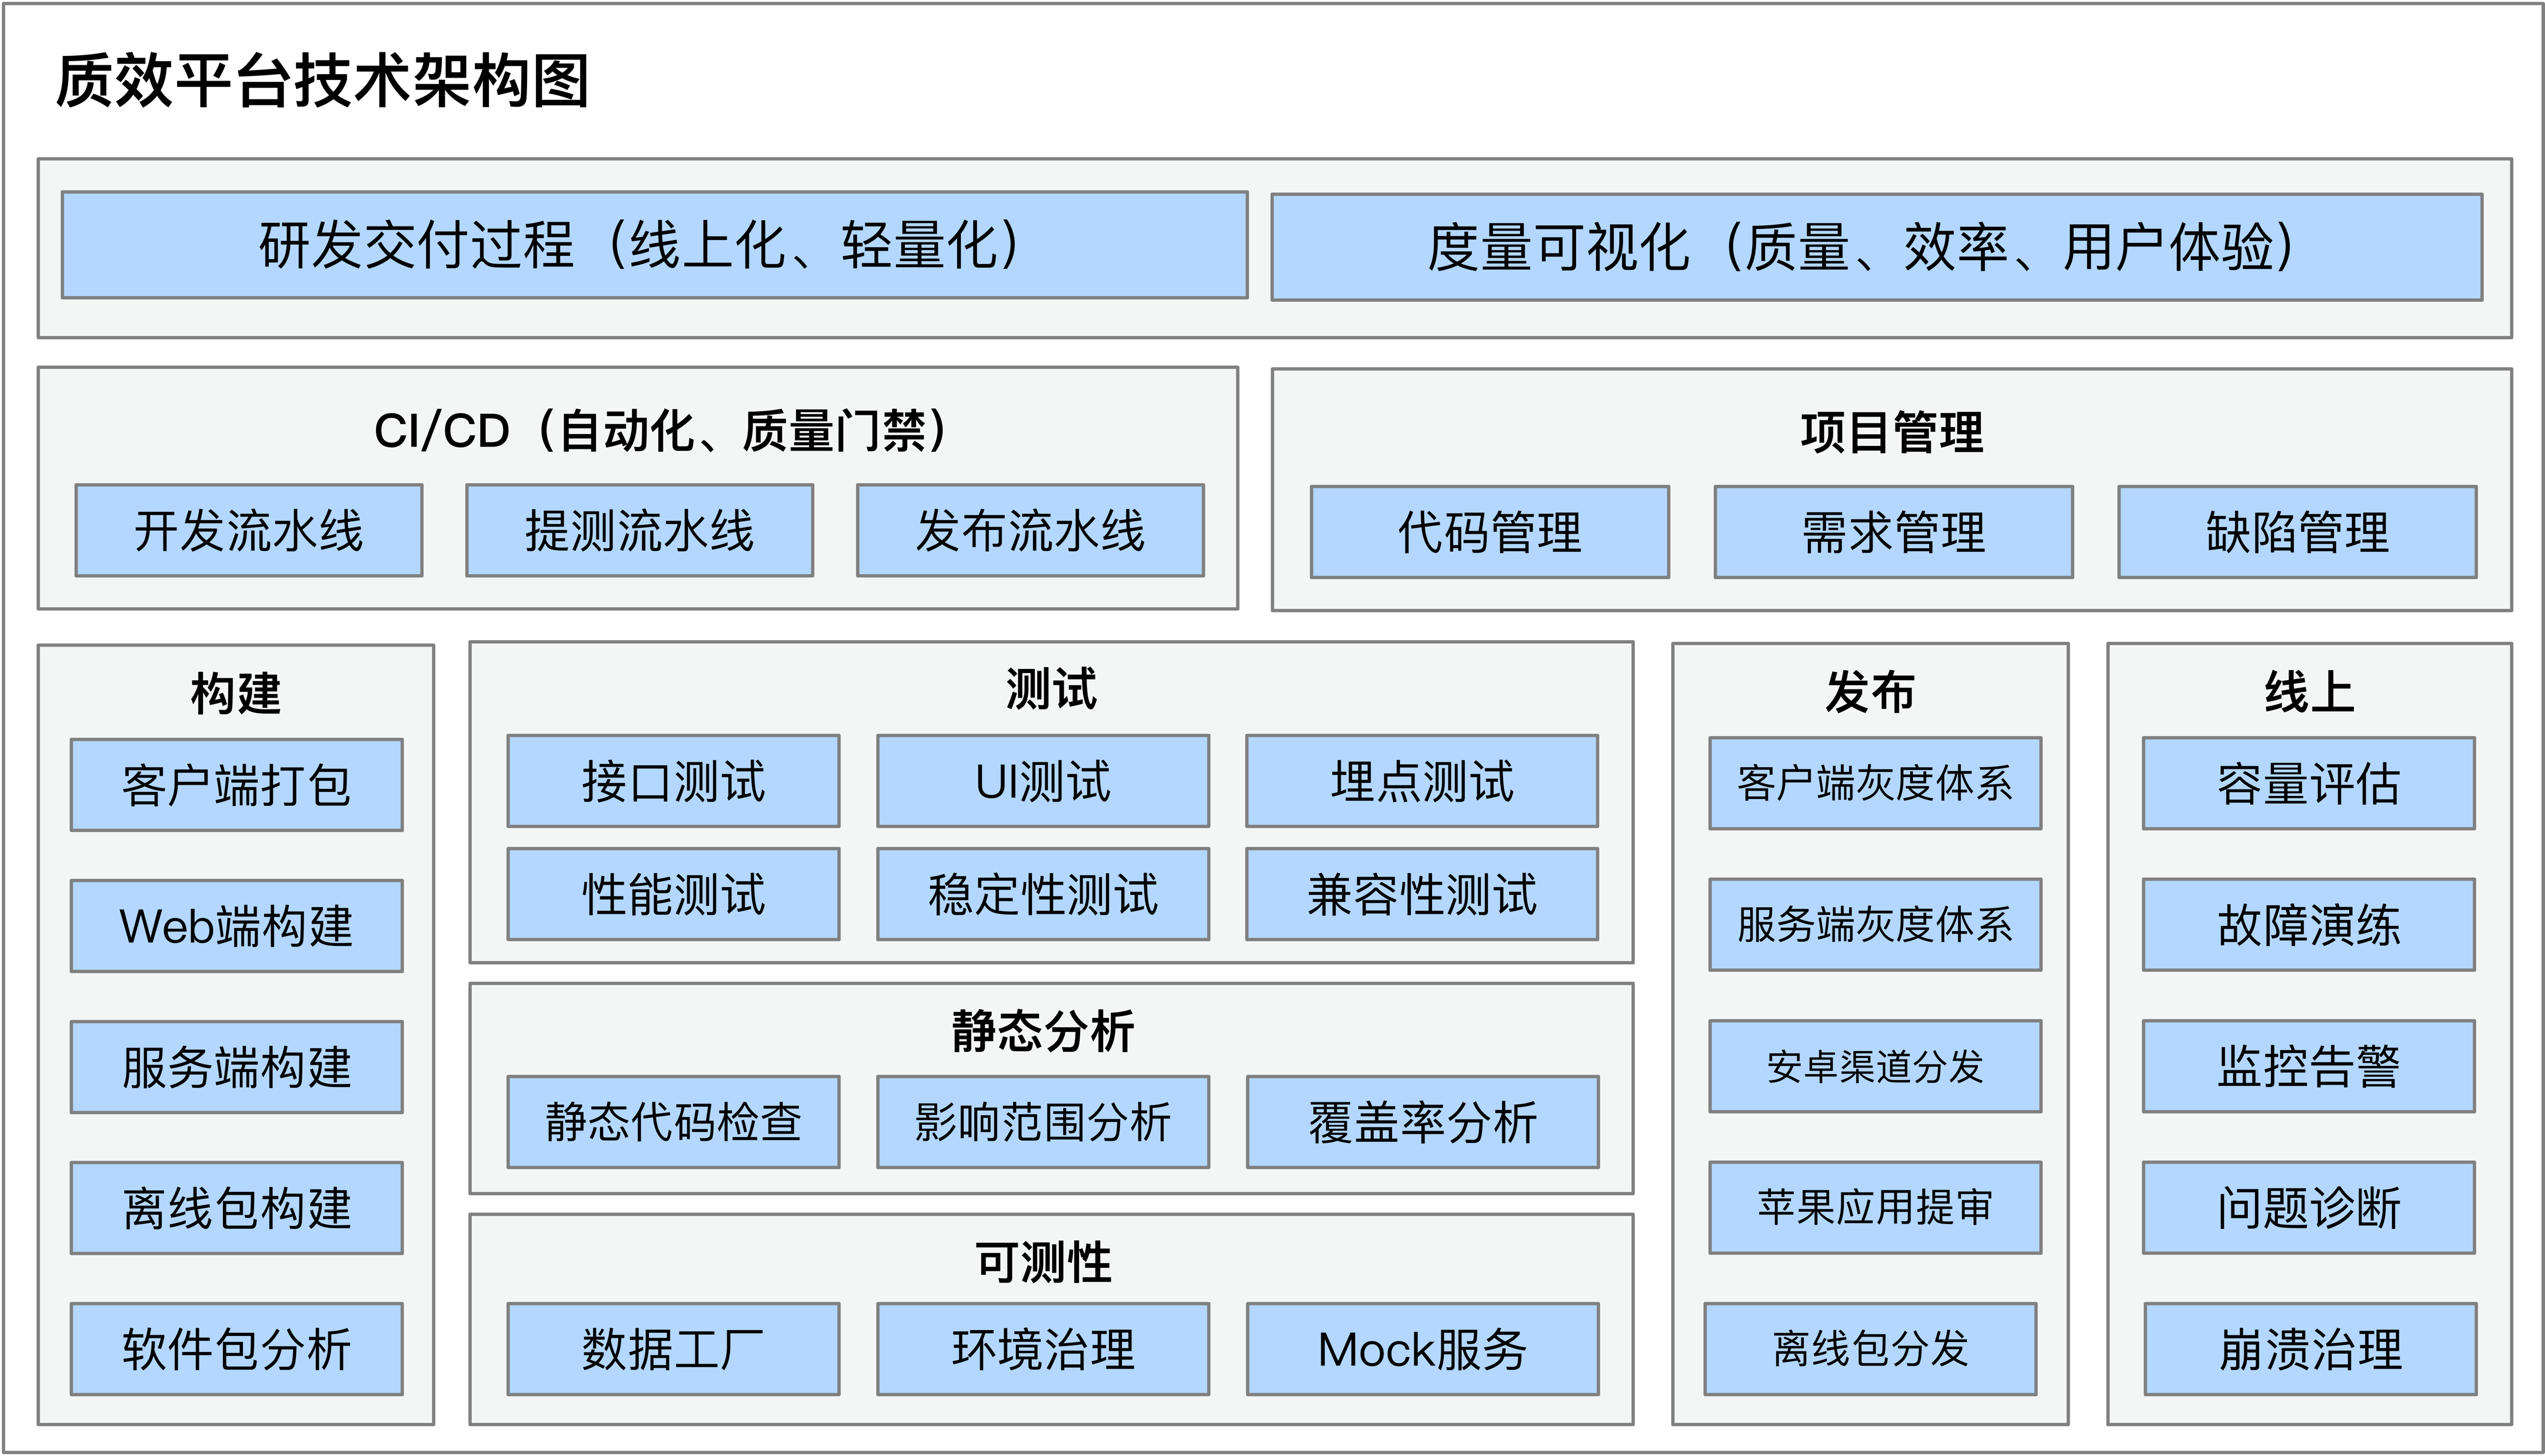 质效平台技术架构图
研发交付过程（线上化、轻量化）
度量可视化（质量、效率、用户体验）
CI/CD（自动化、质量门禁）
开发流水线
提测流水线
发布流水线
项目管理
代码管理
需求管理
缺陷管理
构建
客户端打包
Web端构建
服务端构建
离线包构建
软件包分析
测试
接口测试
UI测试
埋点测试
性能测试
稳定性测试
兼容性测试
静态分析
静态代码检查
影响范围分析
覆盖率分析
可测性
数据工厂
环境治理
Mock服务
发布
客户端灰度体系
服务端灰度体系
安卓渠道分发
苹果应用提审
离线包分发
线上
容量评估
故障演练
监控告警
问题诊断
崩溃治理